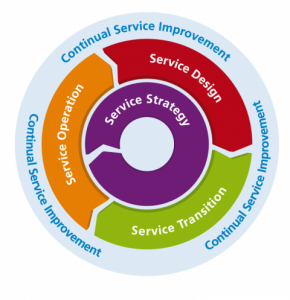 Continual Service Improvement
Service Design
Service Strategy
Service Operation
Service Transition
Continual Service Improvement
Continual Service Improvement